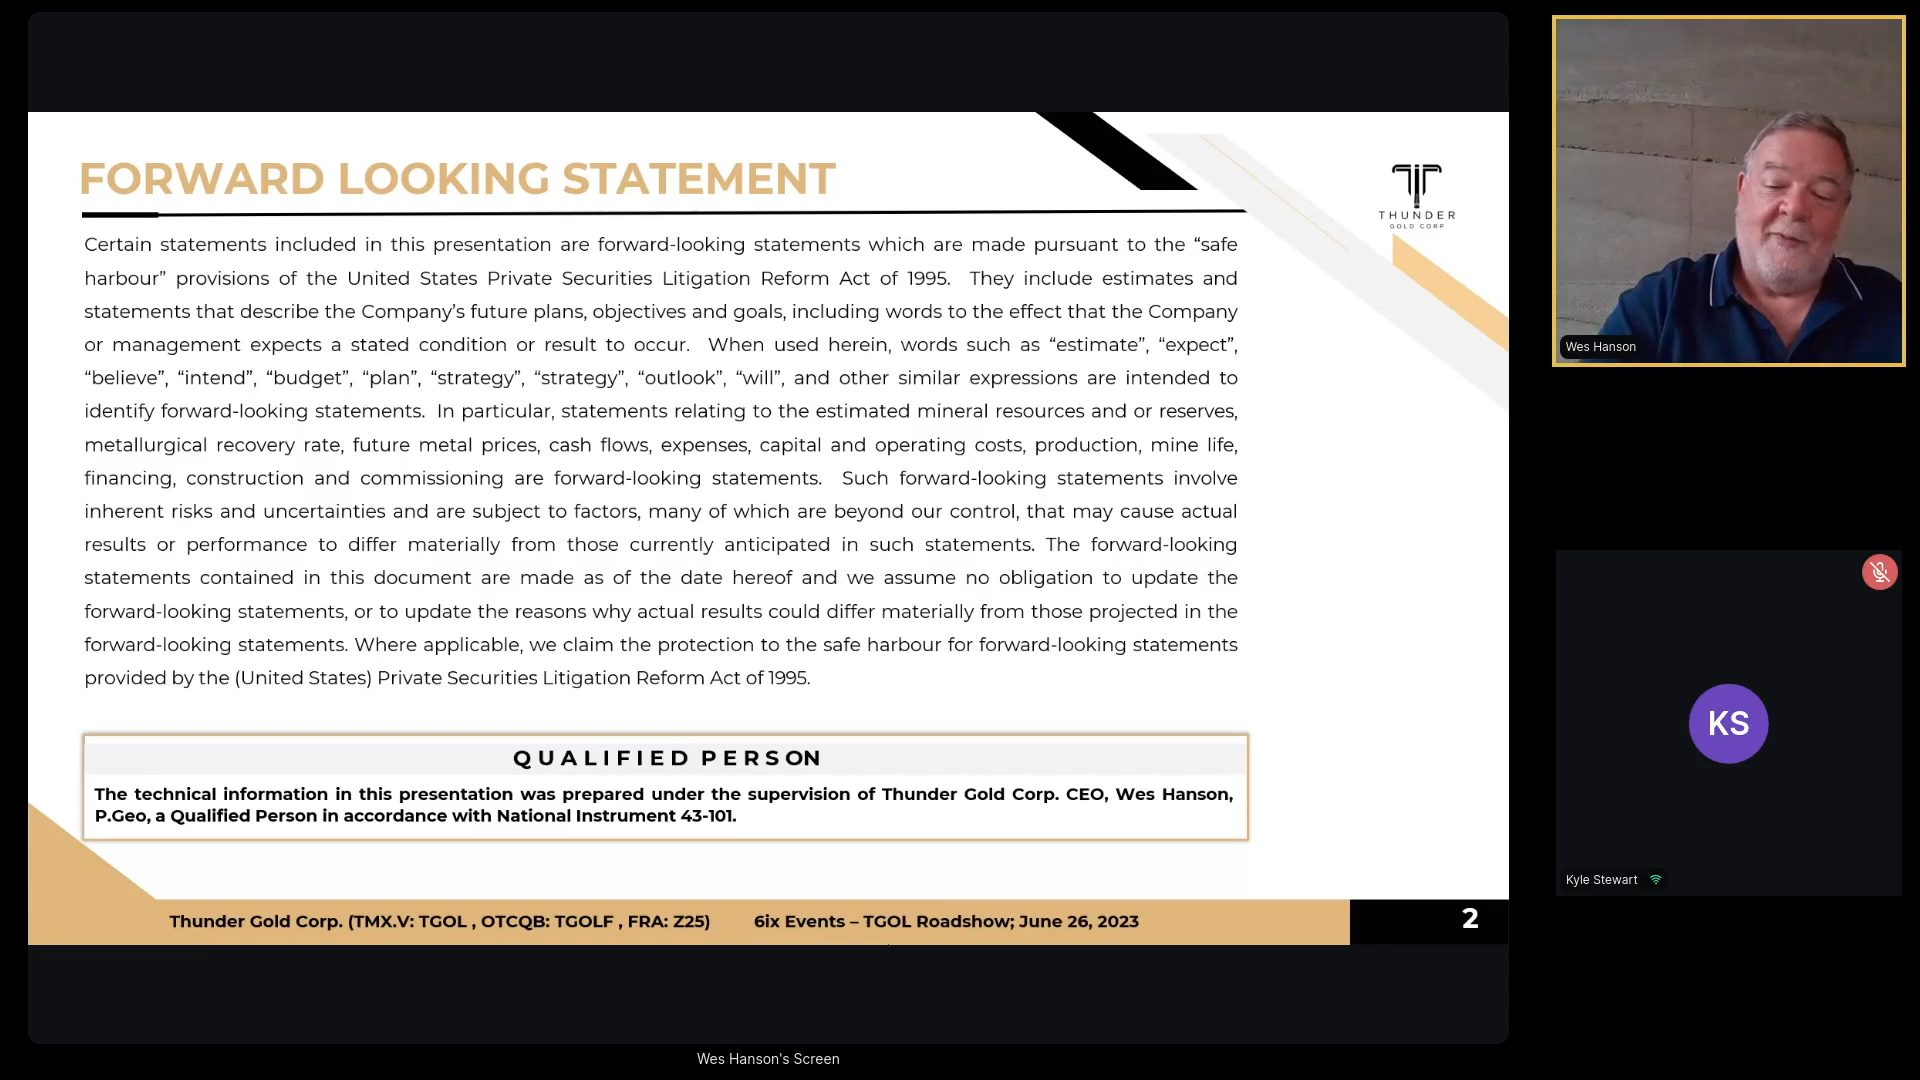 FORWARD LOOKING STATEMENT
THUNDER
GOLD CORP
Certain statements included in this presentation are forward-looking statements which are made pursuant to the “safe
harbour” provisions of the United States Private Securities Litigation Reform Act of 1995. They include estimates and
statements that describe the Company’s future plans, objectives and goals, including words to the effect that the Company
or management expects a stated condition or result to occur. When used herein, words such as “estimate”, “expect”,
“believe”, “intend”, “budget”, “plan”, “strategy”, “strategy”, “outlook”, “will”, and other similar expressions are intended to
identify forward-looking statements. In particular, statements relating to the estimated mineral resources and or reserves,
metallurgical recovery rate, future metal prices, cash flows, expenses, capital and operating costs, production, mine life,
financing, construction and commissioning are forward-looking statements. Such forward-looking statements involve
inherent risks and uncertainties and are subject to factors, many of which are beyond our control, that may cause actual
results or performance to differ materially from those currently anticipated in such statements. The forward-looking
statements contained in this document are made as of the date hereof and we assume no obligation to update the
forward-looking statements, or to update the reasons why actual results could differ materially from those projected in the
forward-looking statements. Where applicable, we claim the protection to the safe harbour for forward-looking statements
provided by the (United States) Private Securities Litigation Reform Act of 1995.
QUALIFIED PERSON
The technical information in this presentation was prepared under the supervision of Thunder Gold Corp. CEO, Wes Hanson,
P.Geo, a Qualified Person in accordance with National Instrument 43-101.
Thunder Gold Corp. (TMX.V: TGOL , OTCQB: TGOLF , FRA: Z25) 6ix Events – TGOL Roadshow; June 26, 2023
2
Wes Hanson's Screen
Wes Hanson
KS
Kyle Stewart